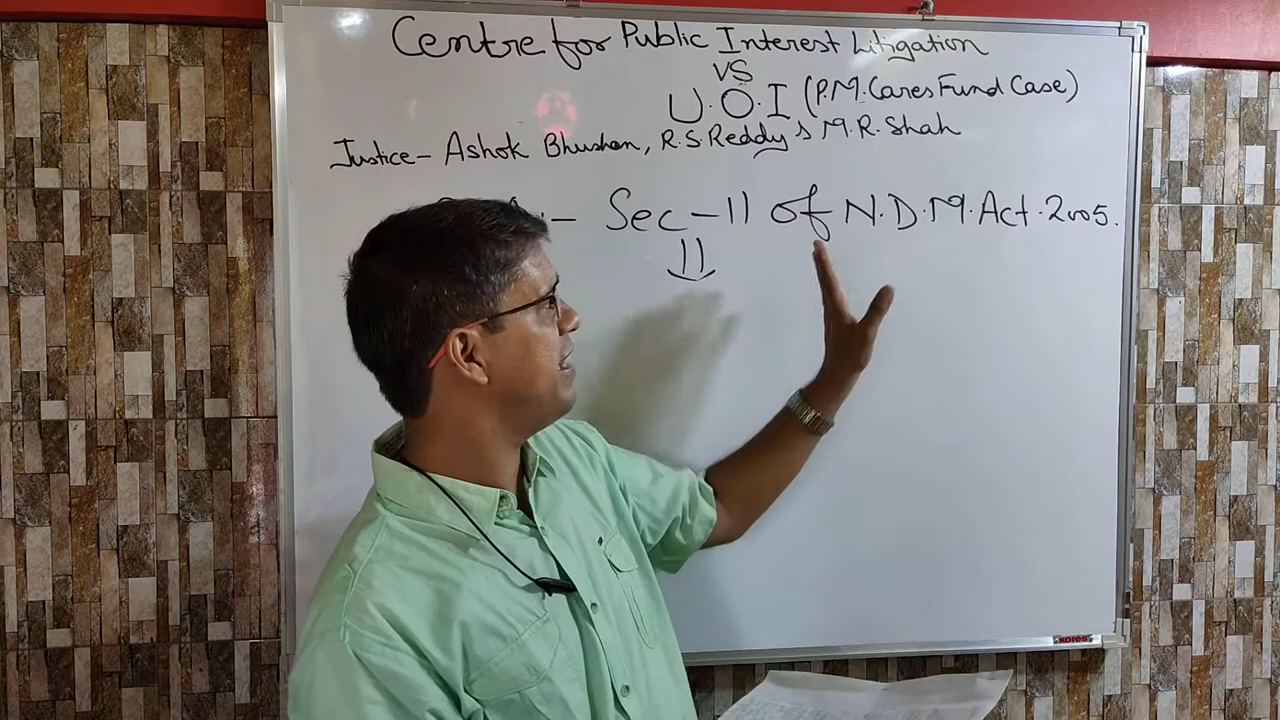 Centre for Public Interest Litigation
VS
U.O.I (P.M. Cares Fund Case)
Justice- Ashok Bhushan, R.S. Reddy & M.R. Shah
:- Sec-11 of N.D.M. Act. 2005.
KORES